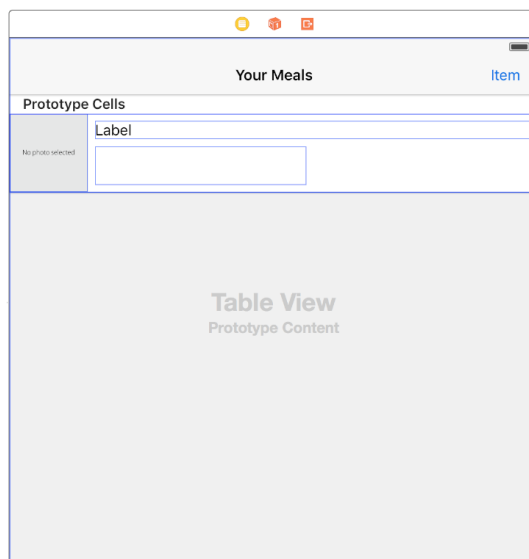 Your Meals
Item
Prototype Cells
No photo selected
Label
Table View
Prototype Content